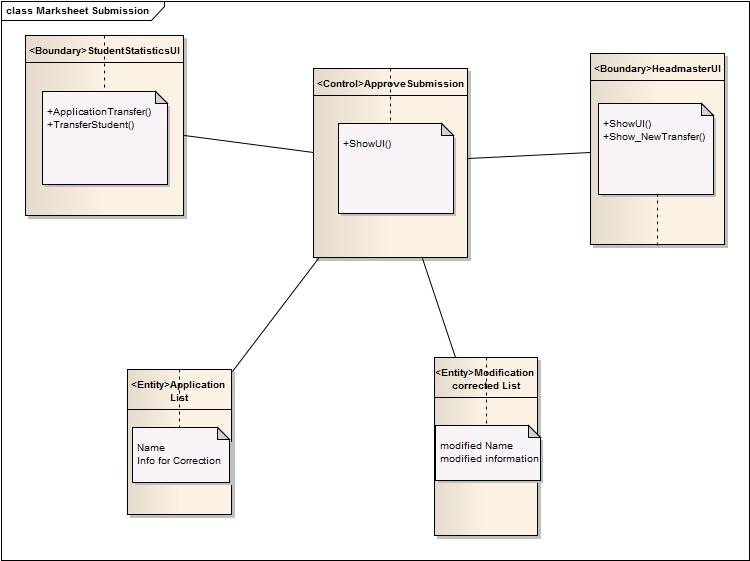 class Marksheet Submission
<Boundary>StudentStatisticsUI
+ApplicationTransfer()
+TransferStudent()
<Control>ApproveSubmission
+ShowUI()
<Boundary>HeadmasterUI
+ShowUI()
+Show_NewTransfer()
<Entity>Application
List
Name
Info for Correction
<Entity>Modification
corrected List
modified Name
modified information